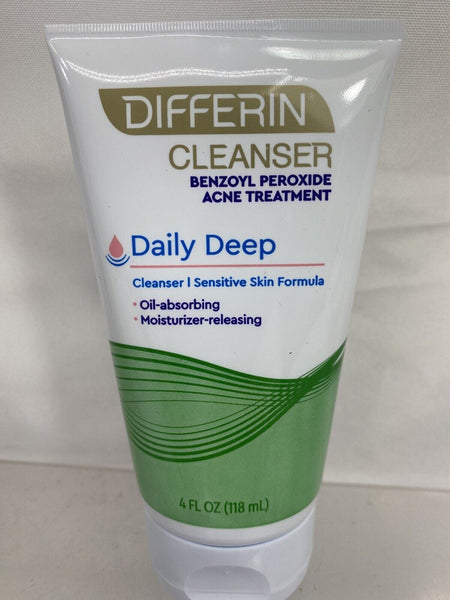 DIFFERIN
CLEANSER
BENZOYL PEROXIDE
ACNE TREATMENT
Daily Deep
Cleanser | Sensitive Skin Formula
* Oil-absorbing
* Moisturizer-releasing
4 FL OZ (118 mL)